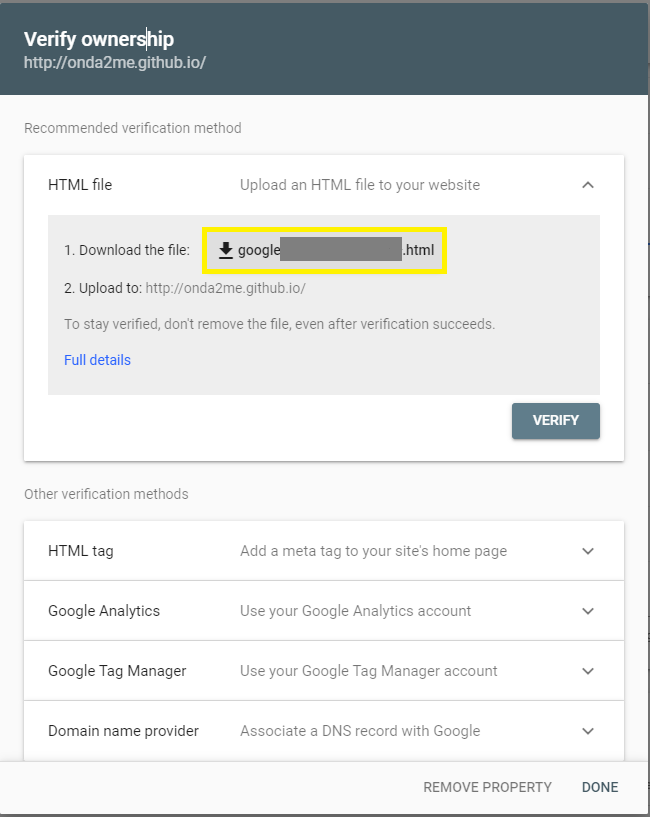 Verify ownership
http://onda2me.github.io/
Recommended verification method
HTML file Upload an HTML file to your website
1. Download the file: google .html
2. Upload to: http://onda2me.github.io/
To stay verified, don't remove the file, even after verification succeeds.
Full details
VERIFY
Other verification methods
HTML tag Add a meta tag to your site's home page
Google Analytics Use your Google Analytics account
Google Tag Manager Use your Google Tag Manager account
Domain name provider Associate a DNS record with Google
REMOVE PROPERTY DONE